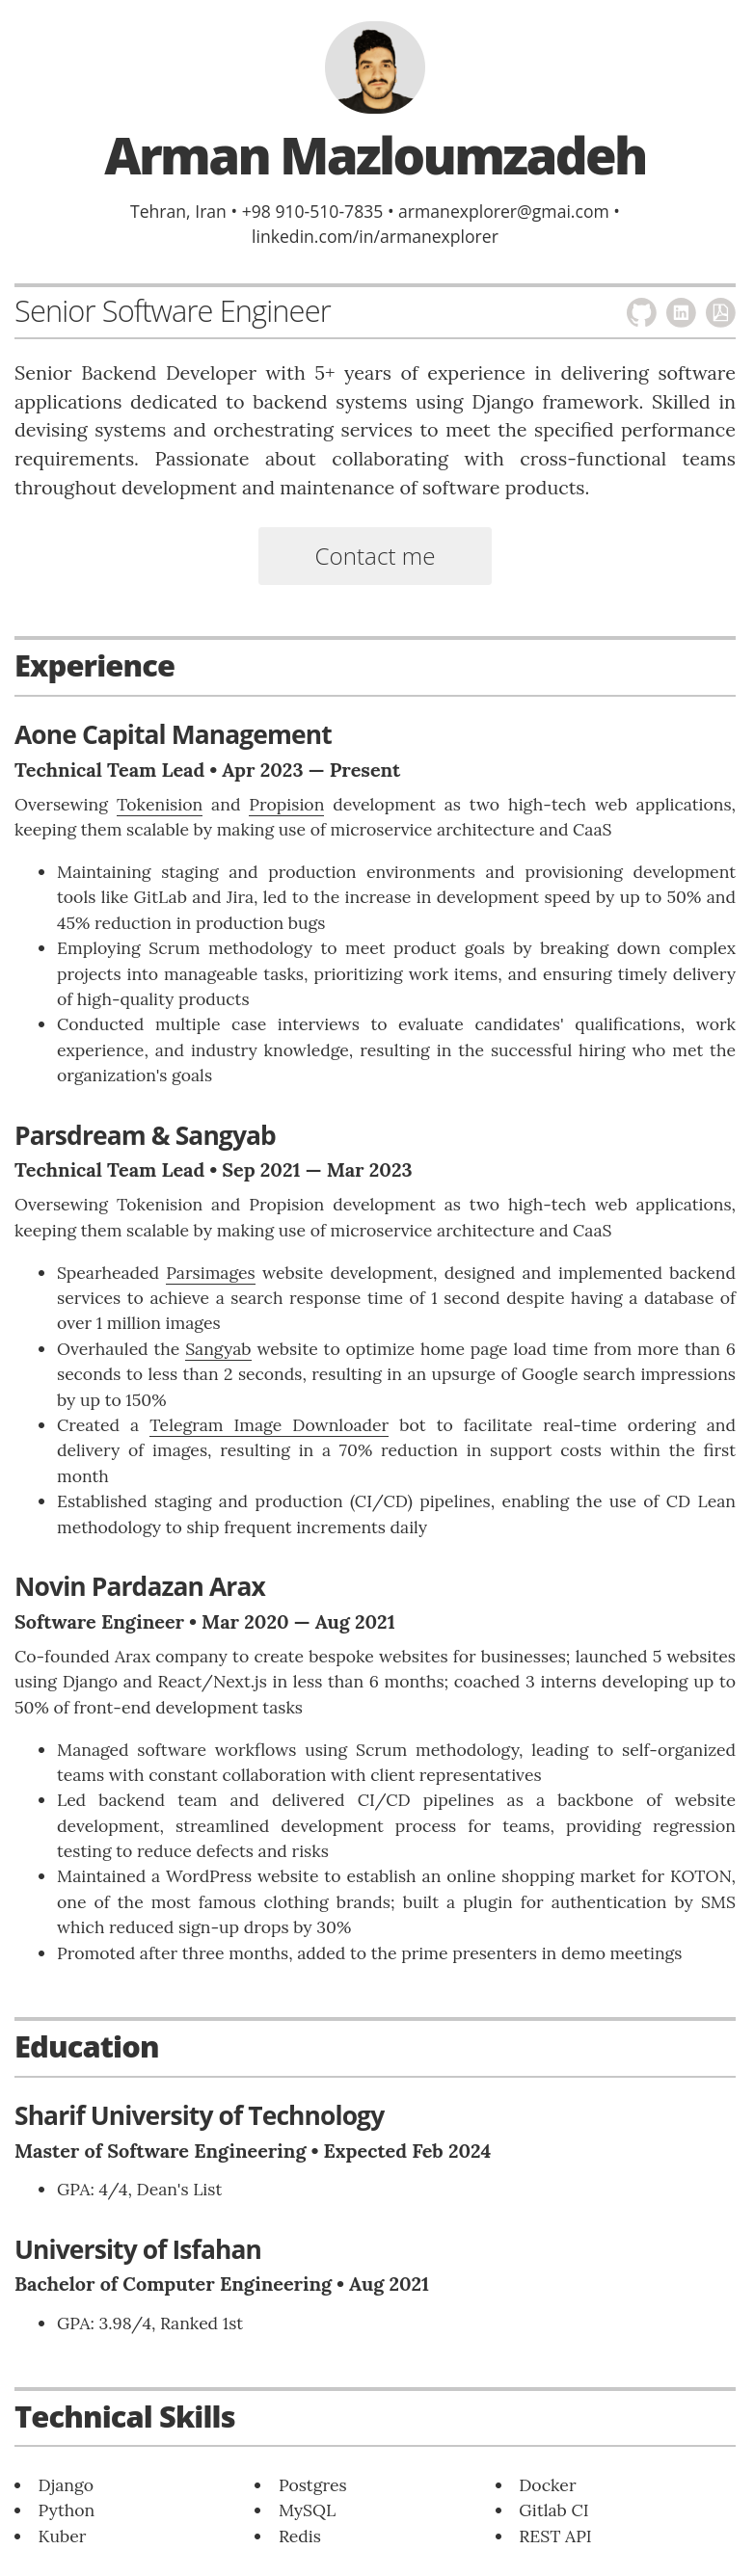 Arman Mazloumzadeh
Tehran, Iran • +98 910-510-7835 • armanexplorer@gmai.com •
linkedin.com/in/armanexplorer
Senior Software Engineer
Senior Backend Developer with 5+ years of experience in delivering software
applications dedicated to backend systems using Django framework. Skilled in
devising systems and orchestrating services to meet the specified performance
requirements. Passionate about collaborating with cross-functional teams
throughout development and maintenance of software products.
Contact me
Experience
Aone Capital Management
Technical Team Lead • Apr 2023 — Present
Oversewing Tokenision and Propision development as two high-tech web applications,
keeping them scalable by making use of microservice architecture and CaaS
• Maintaining staging and production environments and provisioning development
tools like GitLab and Jira, led to the increase in development speed by up to 50% and
45% reduction in production bugs
• Employing Scrum methodology to meet product goals by breaking down complex
projects into manageable tasks, prioritizing work items, and ensuring timely delivery
of high-quality products
• Conducted multiple case interviews to evaluate candidates' qualifications, work
experience, and industry knowledge, resulting in the successful hiring who met the
organization's goals
Parsdream & Sangyab
Technical Team Lead • Sep 2021 — Mar 2023
Oversewing Tokenision and Propision development as two high-tech web applications,
keeping them scalable by making use of microservice architecture and CaaS
• Spearheaded Parsimages website development, designed and implemented backend
services to achieve a search response time of 1 second despite having a database of
over 1 million images
• Overhauled the Sangyab website to optimize home page load time from more than 6
seconds to less than 2 seconds, resulting in an upsurge of Google search impressions
by up to 150%
• Created a Telegram Image Downloader bot to facilitate real-time ordering and
delivery of images, resulting in a 70% reduction in support costs within the first
month
• Established staging and production (CI/CD) pipelines, enabling the use of CD Lean
methodology to ship frequent increments daily
Novin Pardazan Arax
Software Engineer • Mar 2020 — Aug 2021
Co-founded Arax company to create bespoke websites for businesses; launched 5 websites
using Django and React/Next.js in less than 6 months; coached 3 interns developing up to
50% of front-end development tasks
• Managed software workflows using Scrum methodology, leading to self-organized
teams with constant collaboration with client representatives
• Led backend team and delivered CI/CD pipelines as a backbone of website
development, streamlined development process for teams, providing regression
testing to reduce defects and risks
• Maintained a WordPress website to establish an online shopping market for KOTON,
one of the most famous clothing brands; built a plugin for authentication by SMS
which reduced sign-up drops by 30%
• Promoted after three months, added to the prime presenters in demo meetings
Education
Sharif University of Technology
Master of Software Engineering • Expected Feb 2024
• GPA: 4/4, Dean's List
University of Isfahan
Bachelor of Computer Engineering • Aug 2021
• GPA: 3.98/4, Ranked 1st
Technical Skills
• Django
• Python
• Kuber
• Postgres
• MySQL
• Redis
• Docker
• Gitlab CI
• REST API